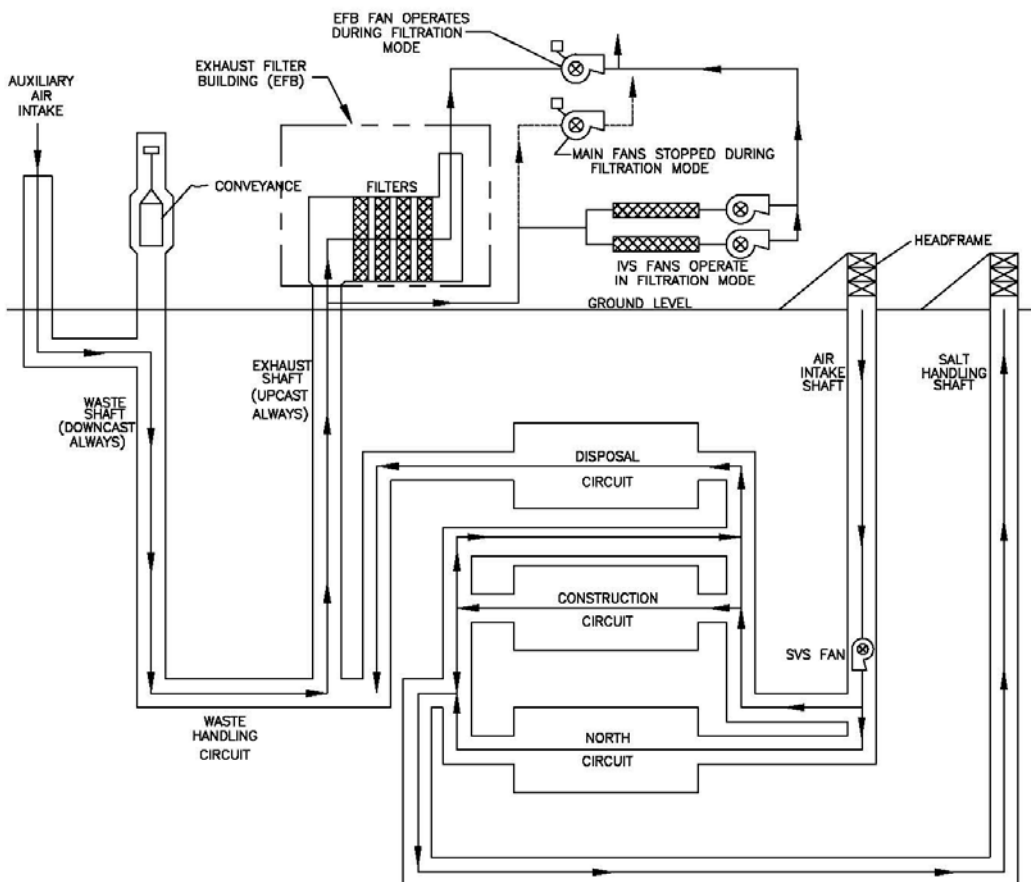 EFB FAN OPERATES
DURING FILTRATION
MODE
EXHAUST FILTER
BUILDING (EFB)
AUXILIARY
AIR
INTAKE
MAIN FANS STOPPED DURING
FILTRATION MODE
CONVEYANCE
FILTERS
HEADFRAME
IVS FANS OPERATE
IN FILTRATION MODE
GROUND LEVEL
EXHAUST
SHAFT
(UPCAST
ALWAYS)
AIR
INTAKE
SHAFT
SALT
HANDLING
SHAFT
WASTE
SHAFT
(DOWNCAST
ALWAYS)
DISPOSAL
CIRCUIT
CONSTRUCTION
CIRCUIT
SVS FAN
WASTE
HANDLING
CIRCUIT
NORTH
CIRCUIT